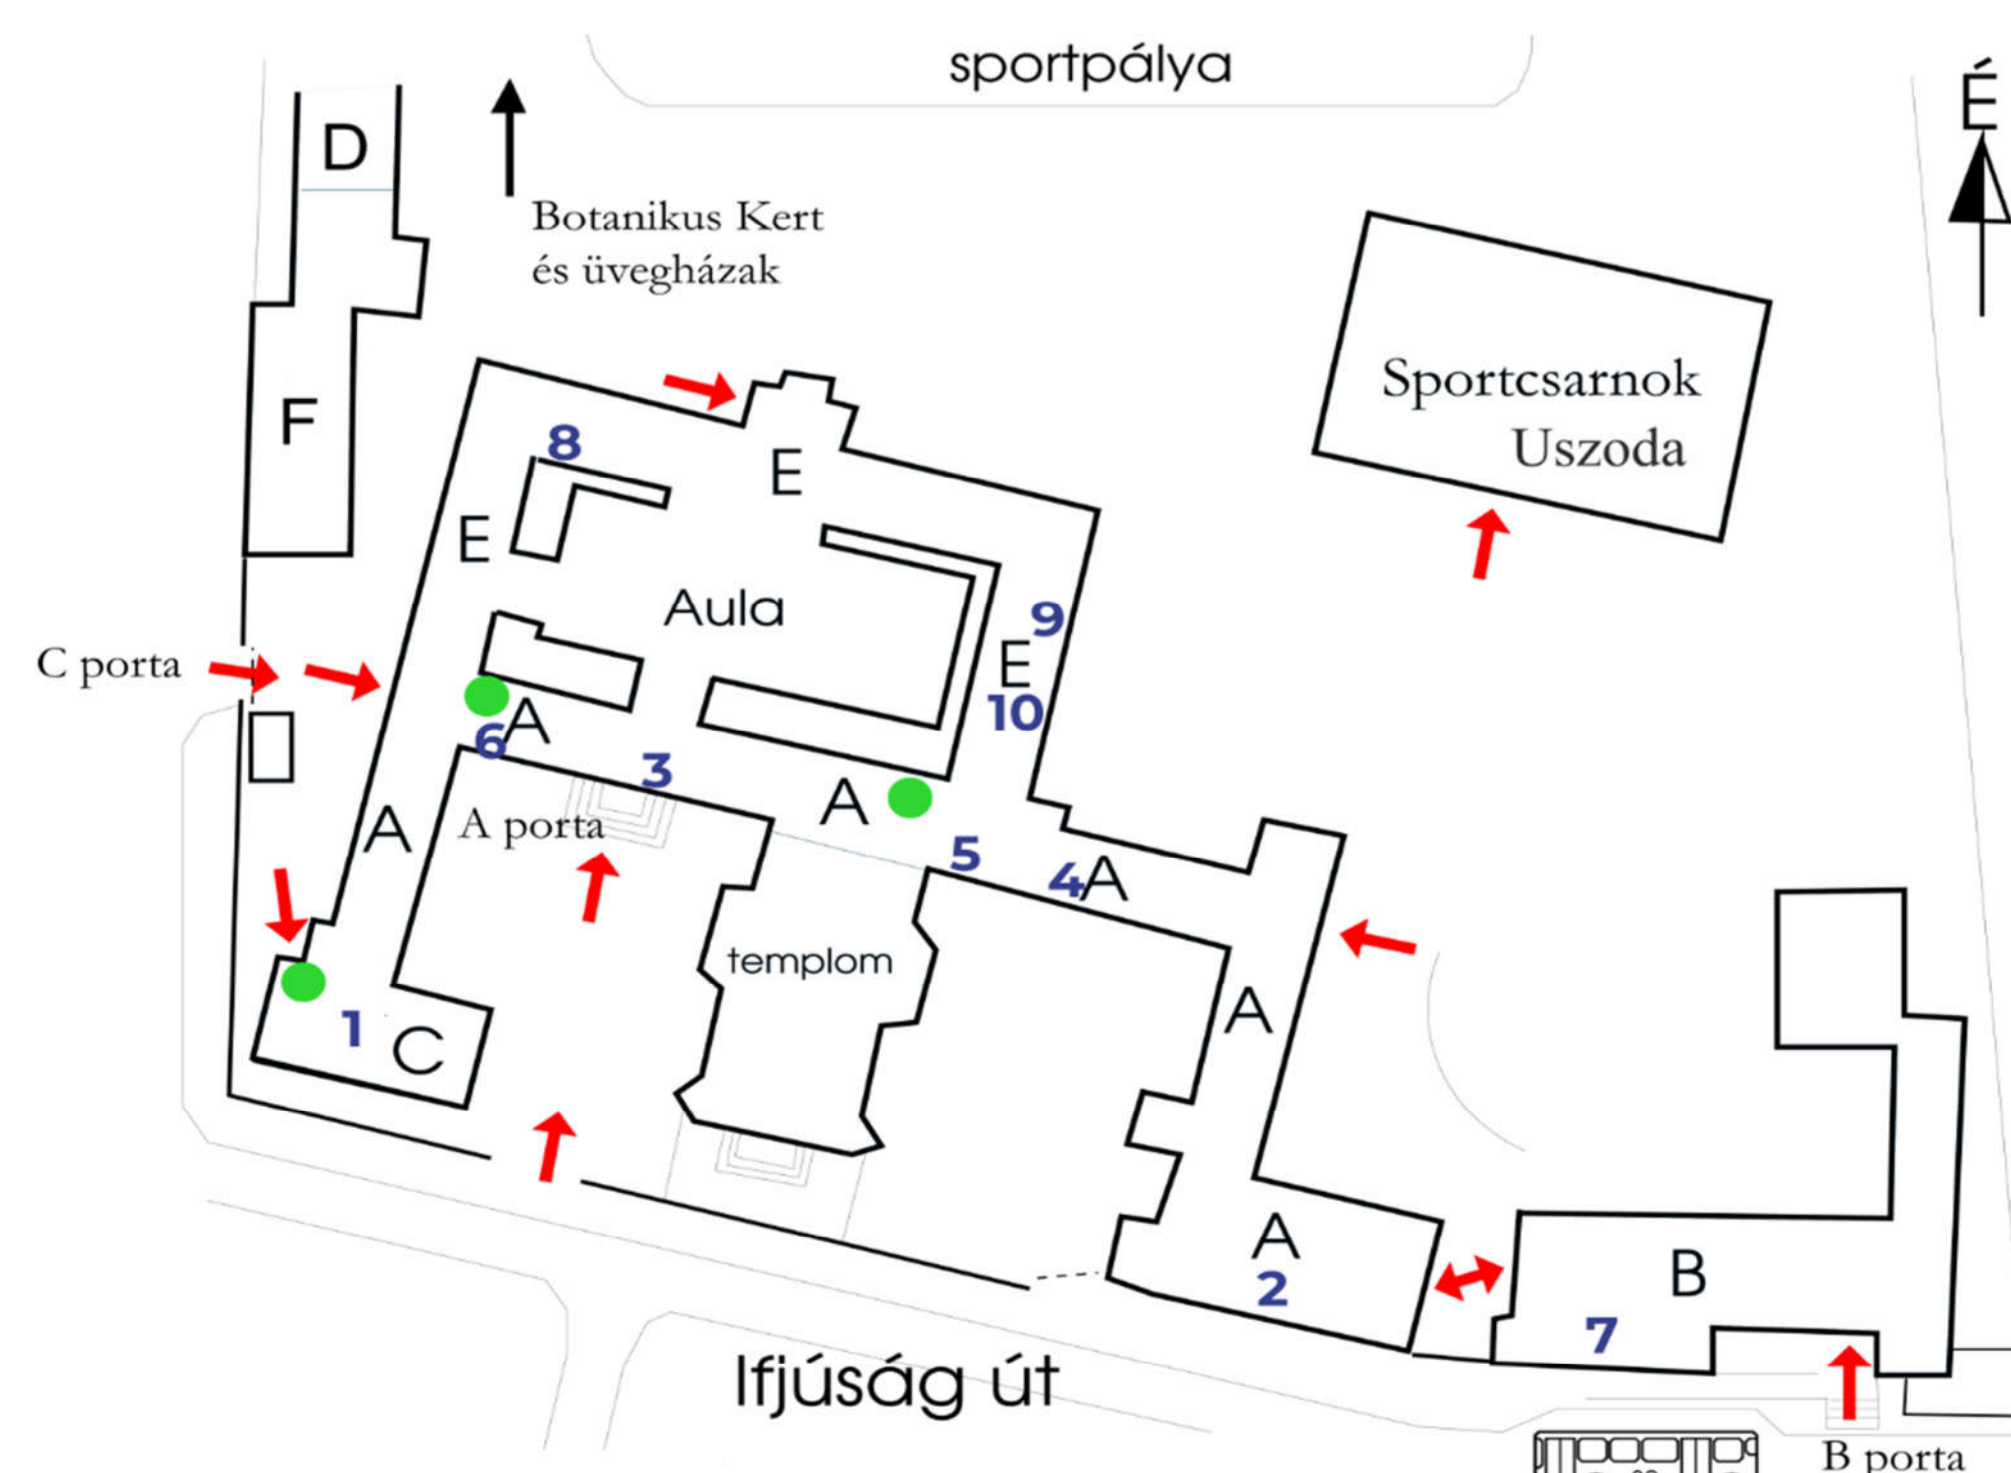 sportpálya
É
D
Botanikus Kert
és üvegházak
Sportcsarnok
Uszoda
F
8
E
E
Aula
9
E
10
C porta
A
6
3
A
A
A porta
5
4
A
templom
A
1
C
A
2
B
7
Ifjúság út
B porta